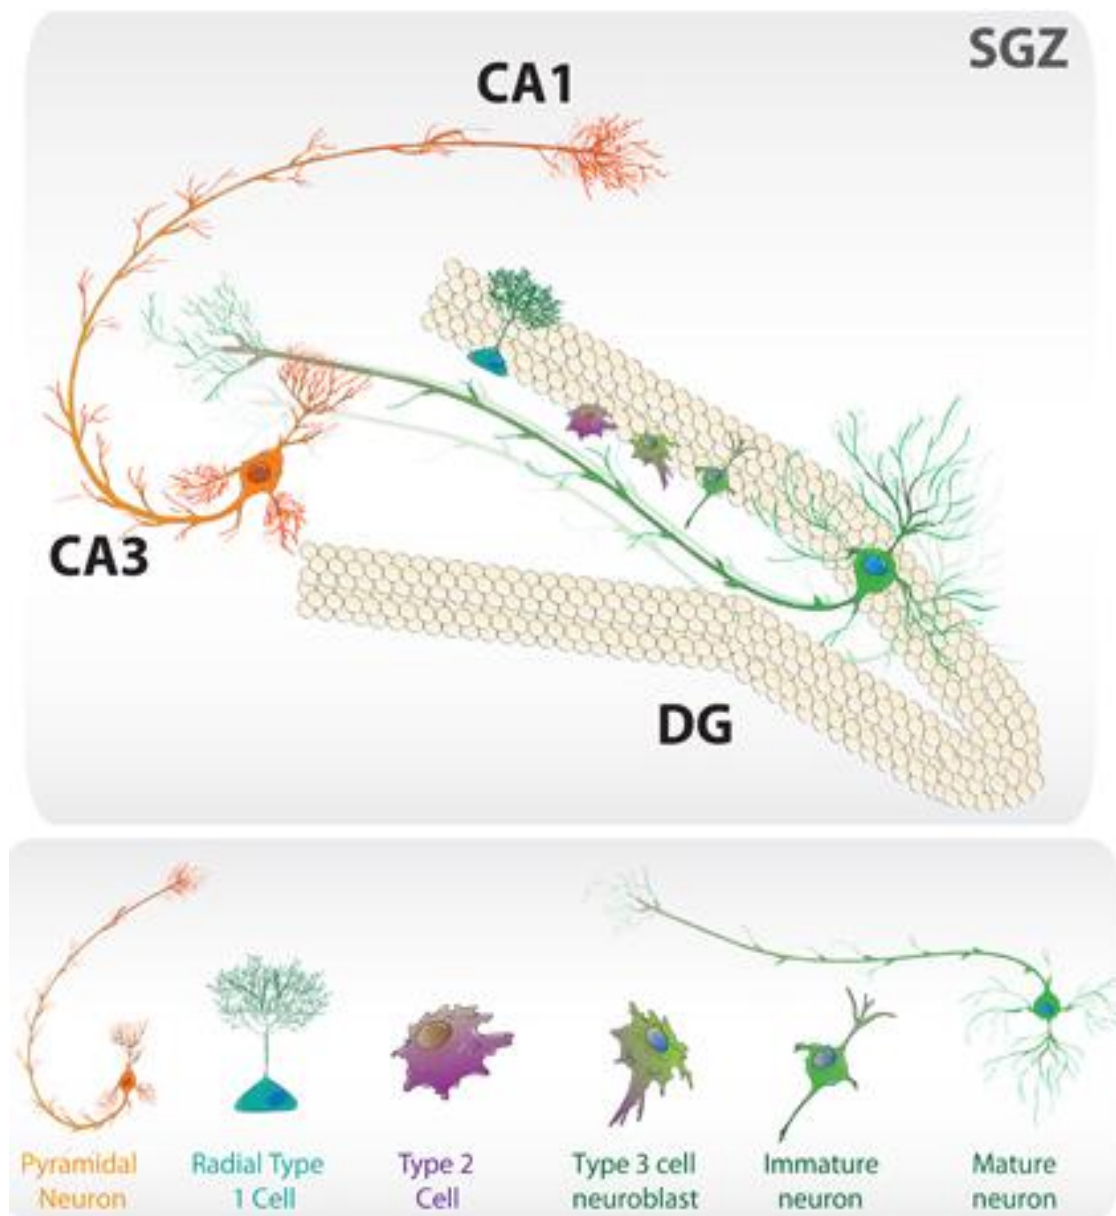 SGZ
CA1
CA3
DG
Pyramidal
Neuron
Radial Type
1 Cell
Type 2
Cell
Type 3 cell
neuroblast
Immature
neuron
Mature
neuron